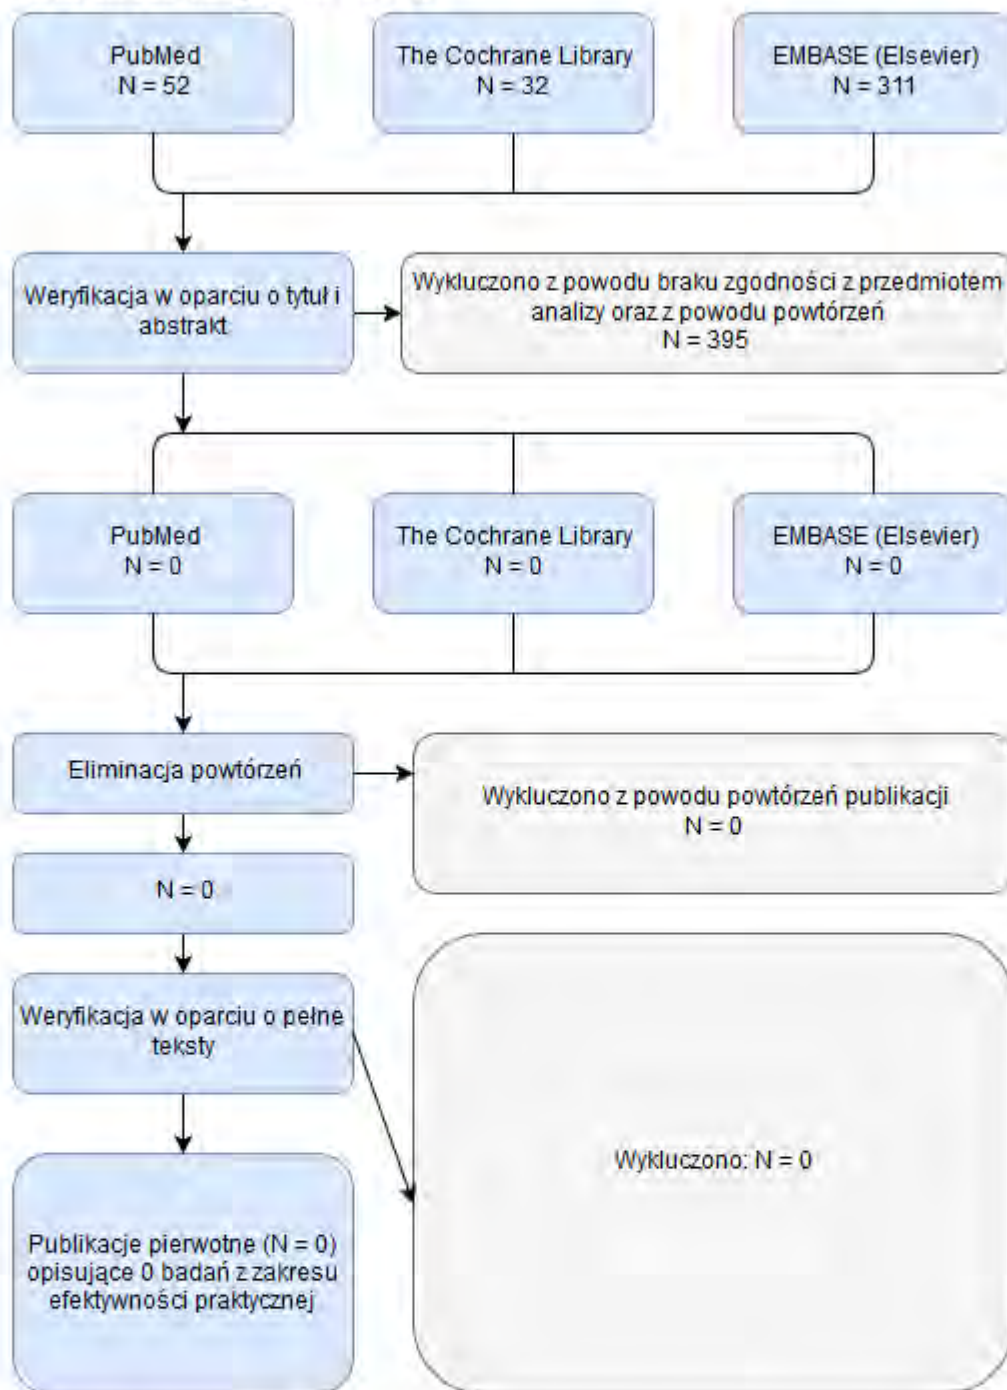 PubMed
N = 52
The Cochrane Library
N = 32
EMBASE (Elsevier)
N = 311
Weryfikacja w oparciu o tytuł i
abstrakt
Wykluczono z powodu braku zgodności z przedmiotem
analizy oraz z powodu powtórzeń
N = 395
PubMed
N = 0
The Cochrane Library
N = 0
EMBASE (Elsevier)
N = 0
Eliminacja powtórzeń
Wykluczono z powodu powtórzeń publikacji
N = 0
N = 0
Weryfikacja w oparciu o pełne
teksty
Wykluczono: N = 0
Publikacje pierwotne (N = 0)
opisujące 0 badań z zakresu
efektywności praktycznej